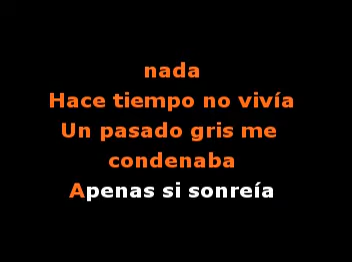 nada
Hace tiempo no vivía
Un pasado gris me
condenaba
Apenas si sonreía